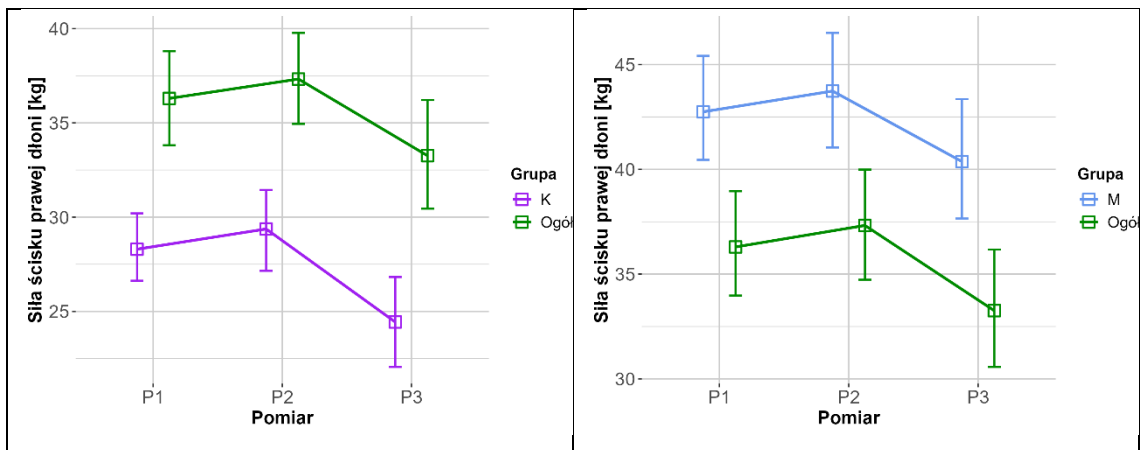 Siła ścisku prawej dłoni [kg]
40
35
30
25
P1
P2
P3
Pomiar
Grupa
K
Ogół
Siła ścisku prawej dłoni [kg]
45
40
35
30
P1
P2
P3
Pomiar
Grupa
M
Ogół